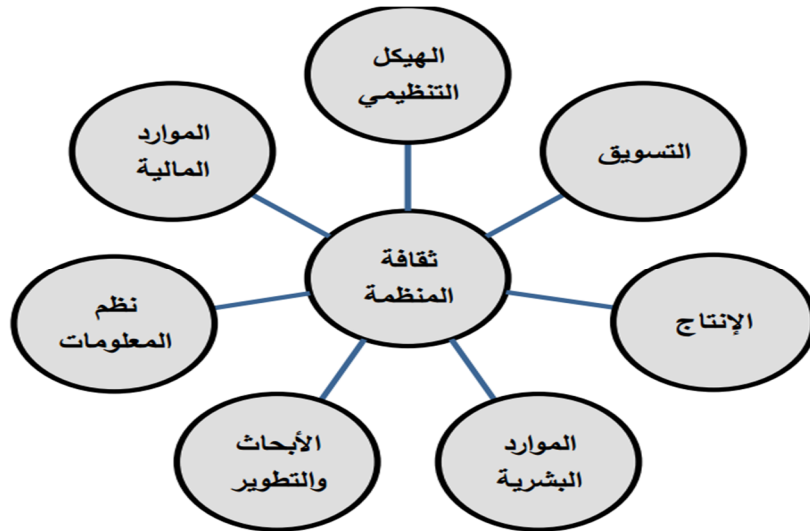 الهيكل
التنظيمي
التسويق
الموارد
المالية
ثقافة
المنظمة
الإنتاج
نظم
المعلومات
الموارد
البشرية
الأبحاث
والتطوير